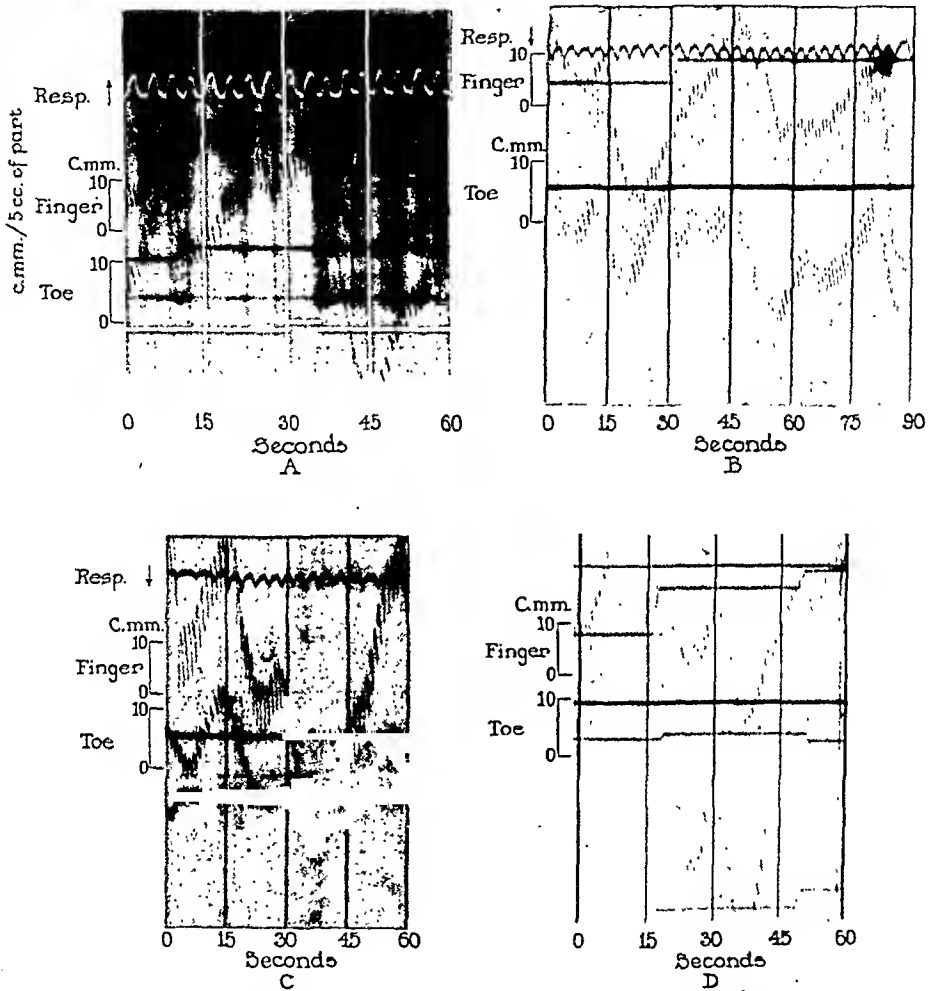 Resp.
c.mm./5 cc. of part
C.mm.
10
Finger
0
10
Toe
0
0 15 30 45 60
Seconds
A
Resp.
10
Finger
0
C.mm.
10
Toe
0
0 15 30 45 60 75 90
Seconds
B
Resp.
C.mm.
10
Finger
0
10
Toe
0
0 15 30 45 60
Seconds
C
C.mm.
10
Finger
0
10
Toe
0
0 15 30 45 60
Seconds
D